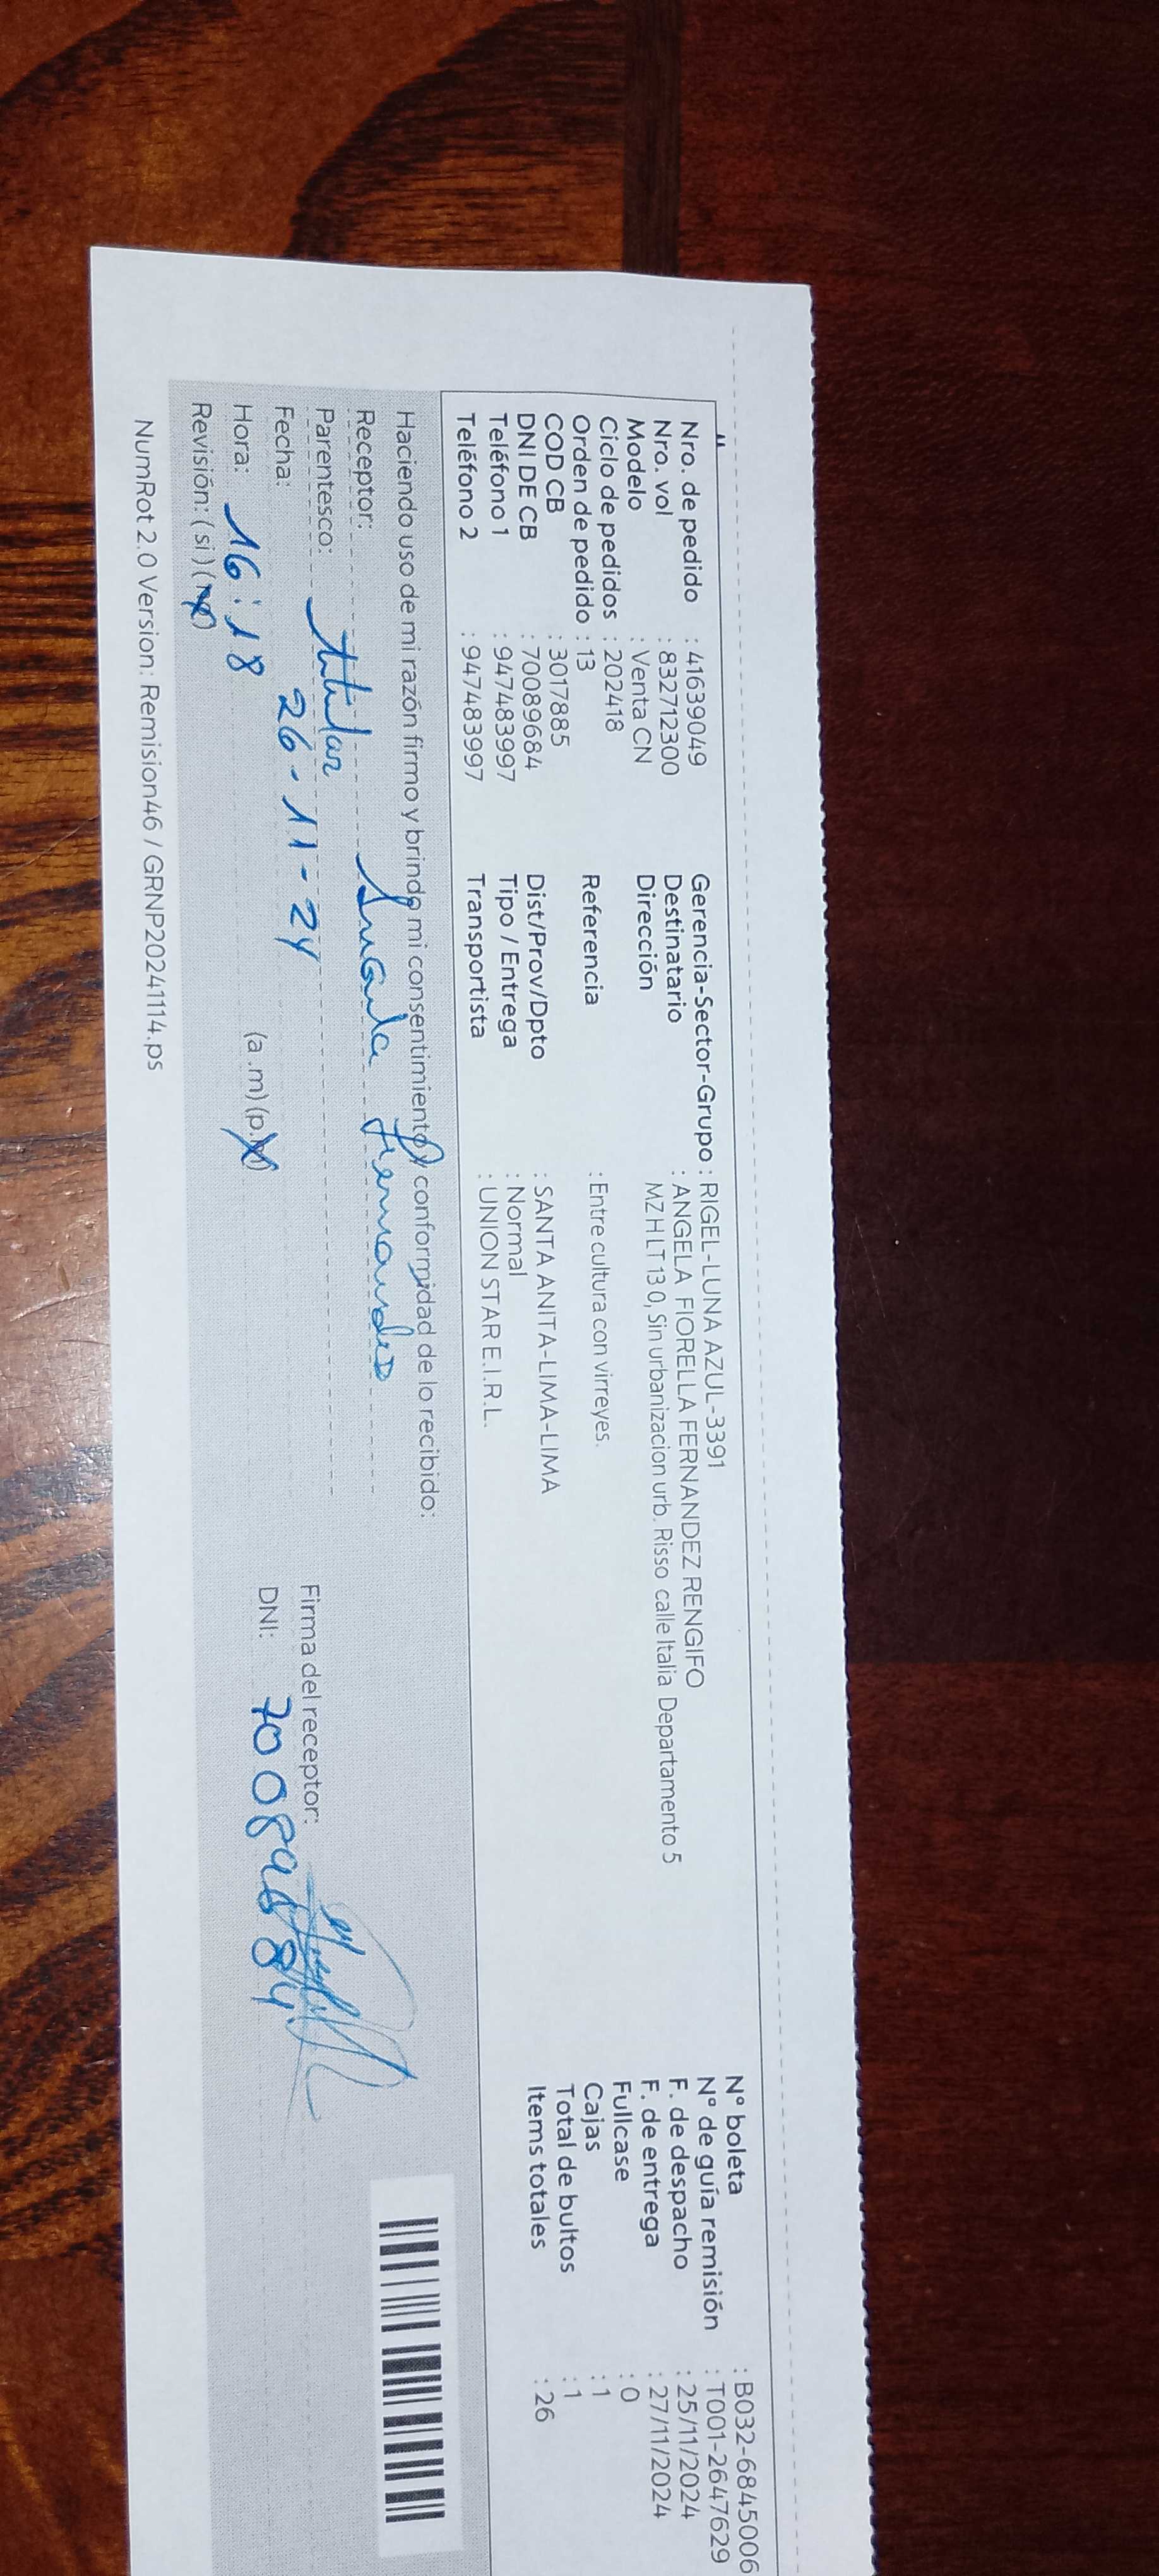 Nro. de pedido : 41639049
Nro. vol : 832712300
Modelo : Venta CN
Ciclo de pedidos : 202418
Orden de pedido : 13
COD CB : 3017885
DNI DE CB : 70089684
Teléfono 1 : 947483997
Teléfono 2 : 947483997
Gerencia-Sector-Grupo : RIGEL-LUNA AZUL-3391
Destinatario : ANGELA FIORELLA FERNANDEZ RENGIFO
Dirección MZ H LT 13 0, Sin urbanizacion urb. Risso calle Italia Departamento 5
Referencia : Entre cultura con virreyes.
Dist/Prov/Dpto : SANTA ANITA-LIMA-LIMA
Tipo / Entrega : Normal
Transportista : UNION STAR E.I.R.L.
N° boleta : B032-6845006
N° de guía remisión : T001-2647629
F. de despacho : 25/11/2024
F. de entrega : 27/11/2024
Fullcase : 0
Cajas : 1
Total de bultos : 1
Items totales : 26
Haciendo uso de mi razón firmo y brindo mi consentimiento y conformidad de lo recibido:
Receptor: Fernandez
Parentesco: titular
Fecha: 26-11-24
Hora: 16:18 (a.m) (p.m)
Revisión: (si) (no)
Firma del receptor:
DNI: 70089684
NumRot 2.0 Version: Remision46 / GRNP20241114.ps